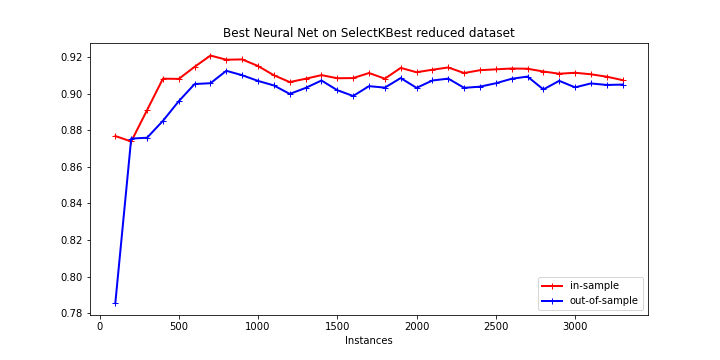 Best Neural Net on SelectKBest reduced dataset
0.92
0.90
0.88
0.86
0.84
0.82
0.80
0.78
0 500 1000 1500 2000 2500 3000
Instances
in-sample
out-of-sample